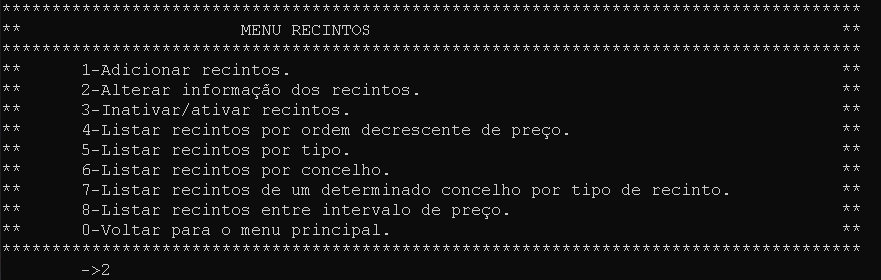 **************************************************************************************
** MENU RECINTOS **
**************************************************************************************
** 1-Adicionar recintos. **
** 2-Alterar informação dos recintos. **
** 3-Inativar/ativar recintos. **
** 4-Listar recintos por ordem decrescente de preço. **
** 5-Listar recintos por tipo. **
** 6-Listar recintos por concelho. **
** 7-Listar recintos de um determinado concelho por tipo de recinto. **
** 8-Listar recintos entre intervalo de preço. **
** 0-Voltar para o menu principal. **
**************************************************************************************
->2